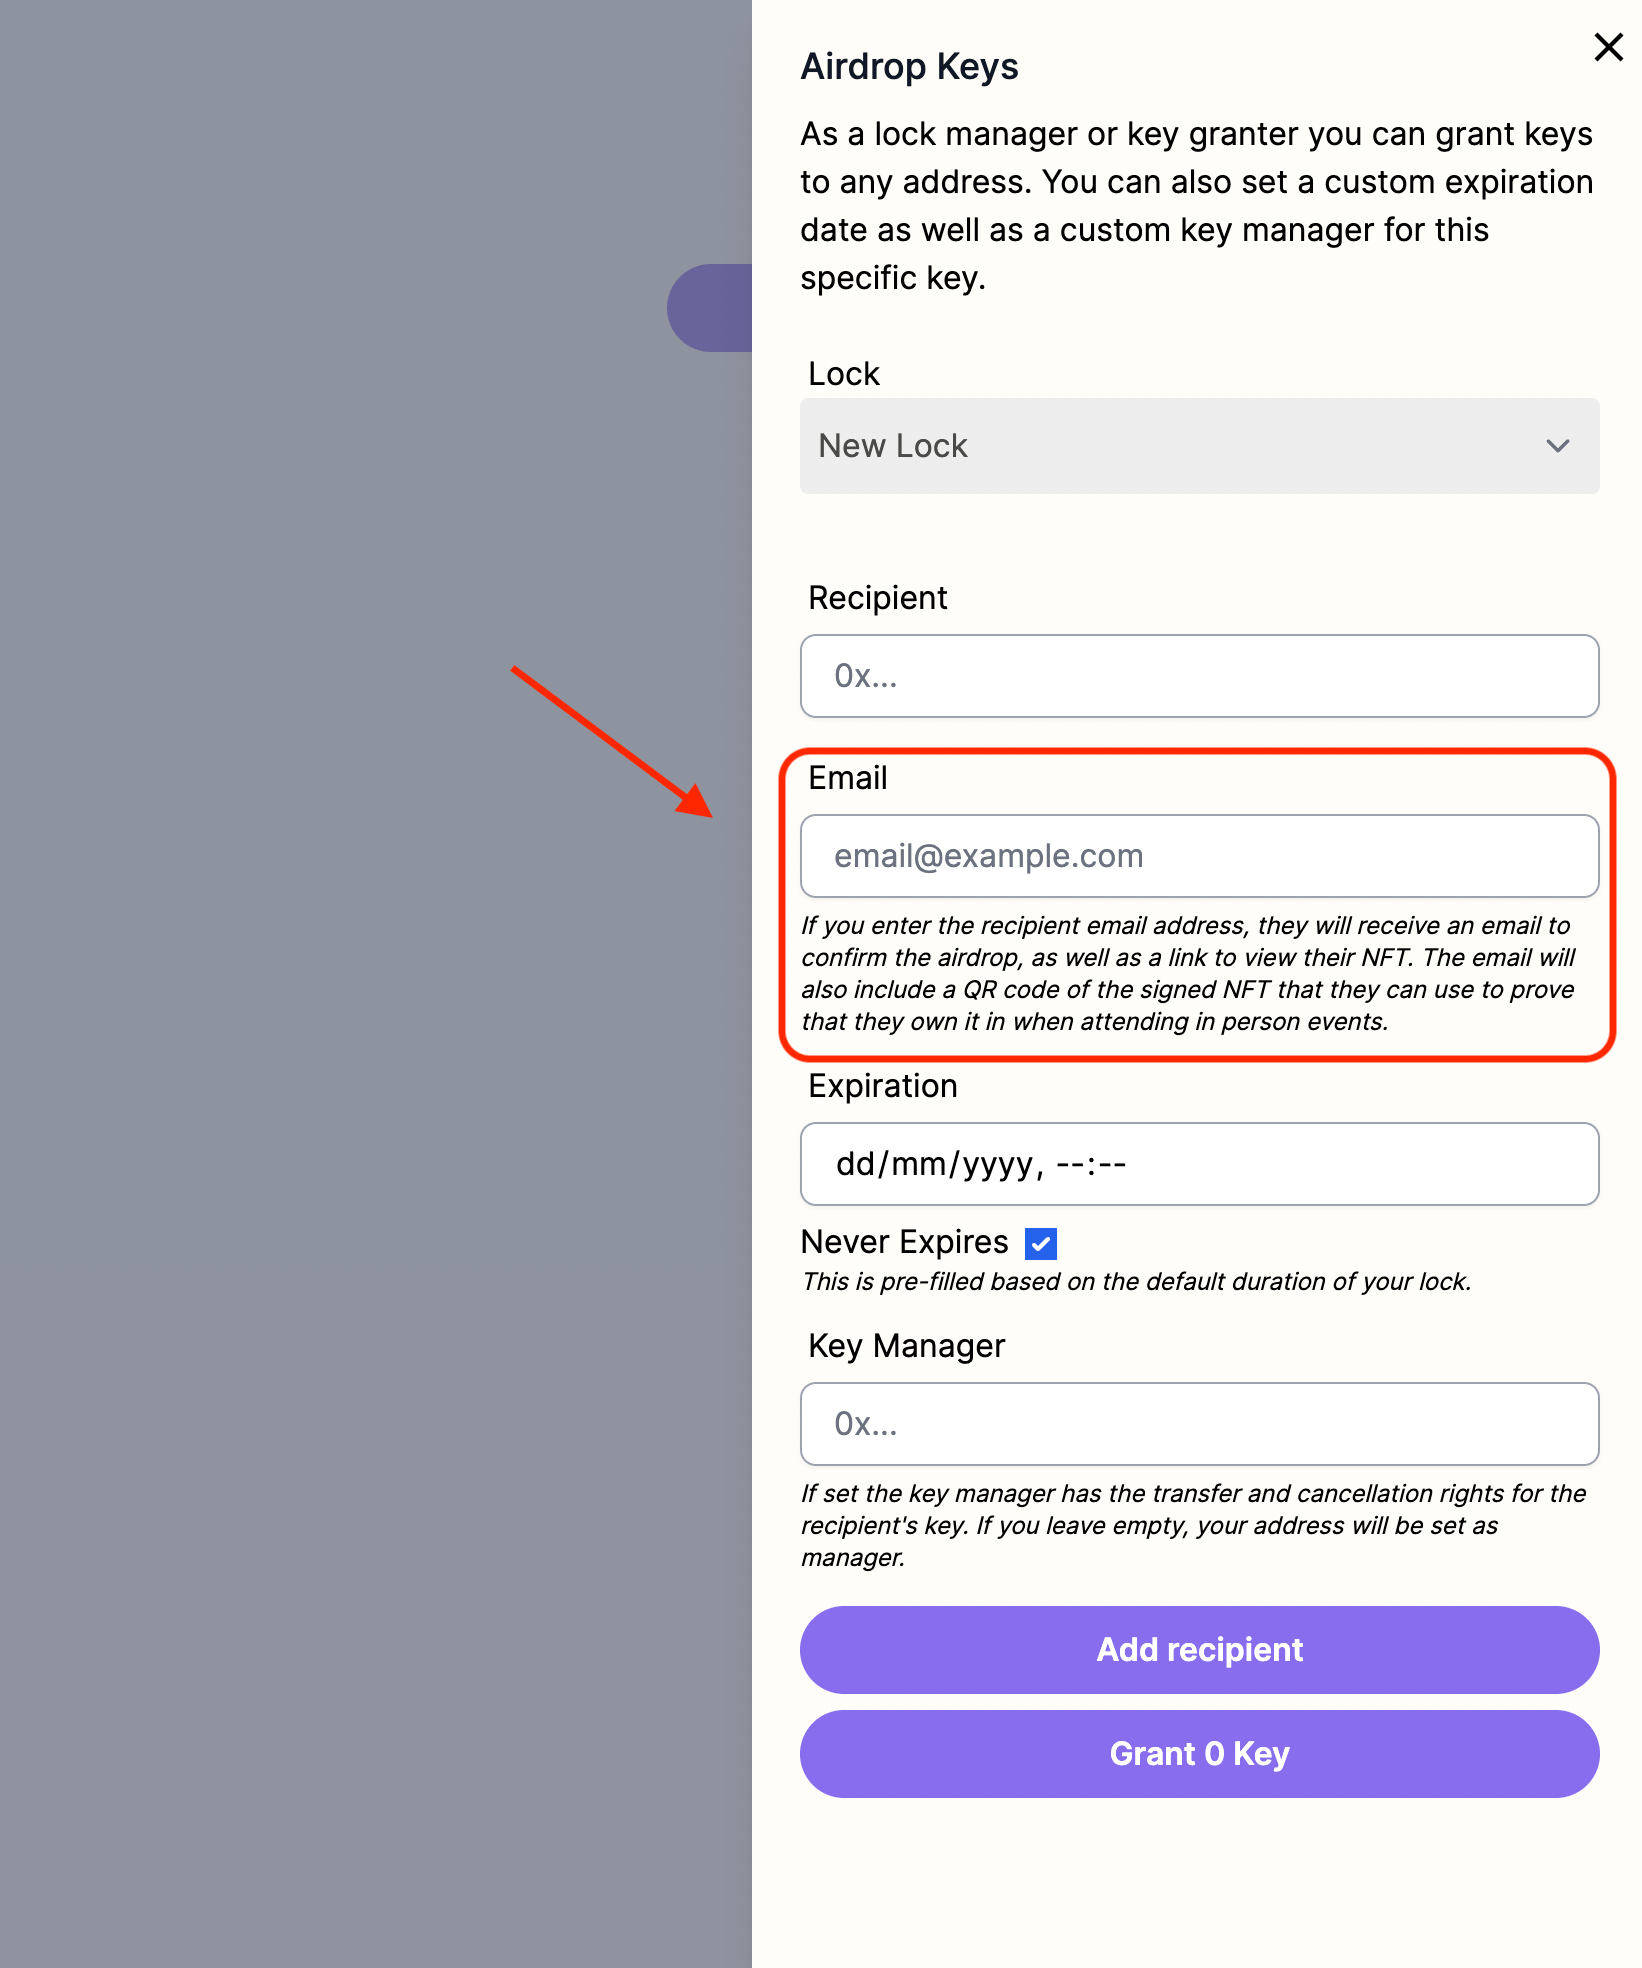 Airdrop Keys
As a lock manager or key granter you can grant keys
to any address. You can also set a custom expiration
date as well as a custom key manager for this
specific key.
Lock
New Lock
Recipient
0x...
Email
email@example.com
If you enter the recipient email address, they will receive an email to
confirm the airdrop, as well as a link to view their NFT. The email will
also include a QR code of the signed NFT that they can use to prove
that they own it in when attending in person events.
Expiration
dd/mm/yyyy, --:--
Never Expires
This is pre-filled based on the default duration of your lock.
Key Manager
0x...
If set the key manager has the transfer and cancellation rights for the
recipient's key. If you leave empty, your address will be set as
manager.
Add recipient
Grant 0 Key